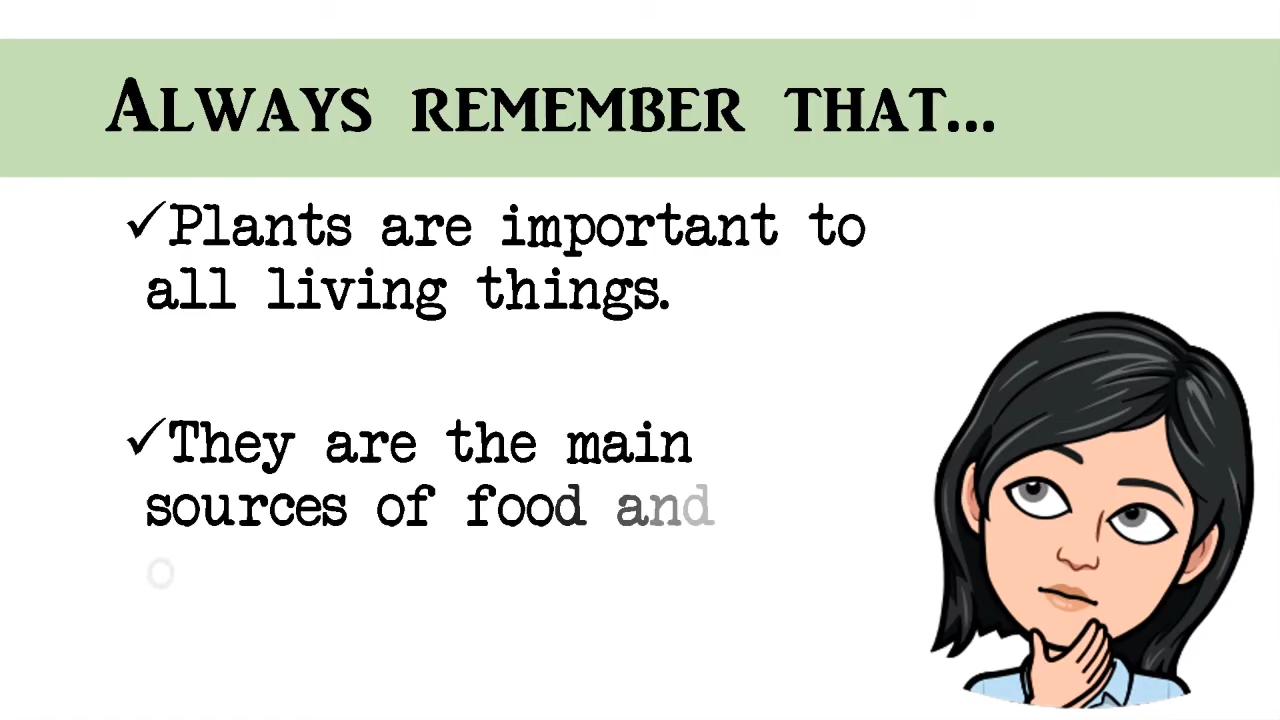 Always remember that...
✓Plants are important to
all living things.
✓They are the main
sources of food and
o